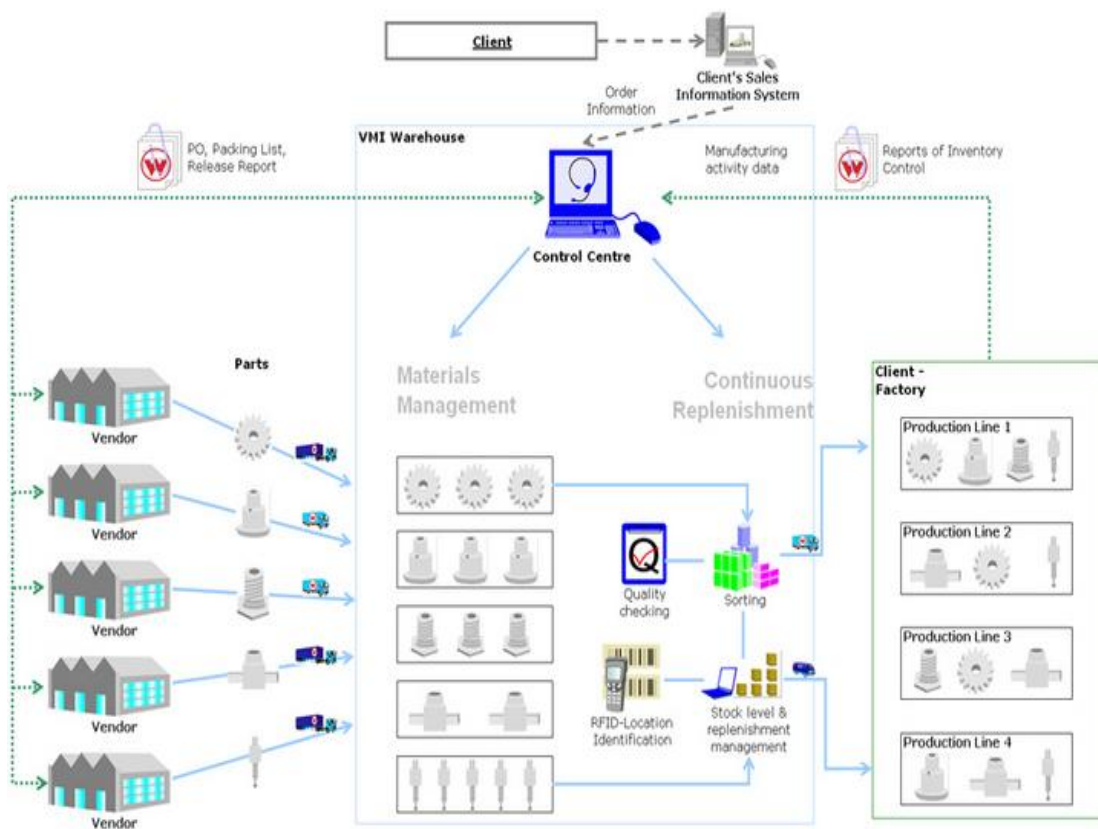 Client
Client's Sales
Information System
Order
Information
VMI Warehouse
PO, Packing List,
Release Report
W
Manufacturing
activity data
W
Reports of Inventory
Control
Control Centre
Parts
Materials
Management
Continuous
Replenishment
Client -
Factory
Vendor
Vendor
Vendor
Vendor
Vendor
Production Line 1
Production Line 2
Production Line 3
Production Line 4
Q
Quality
checking
Sorting
RFID-Location
Identification
Stock level &
replenishment
management